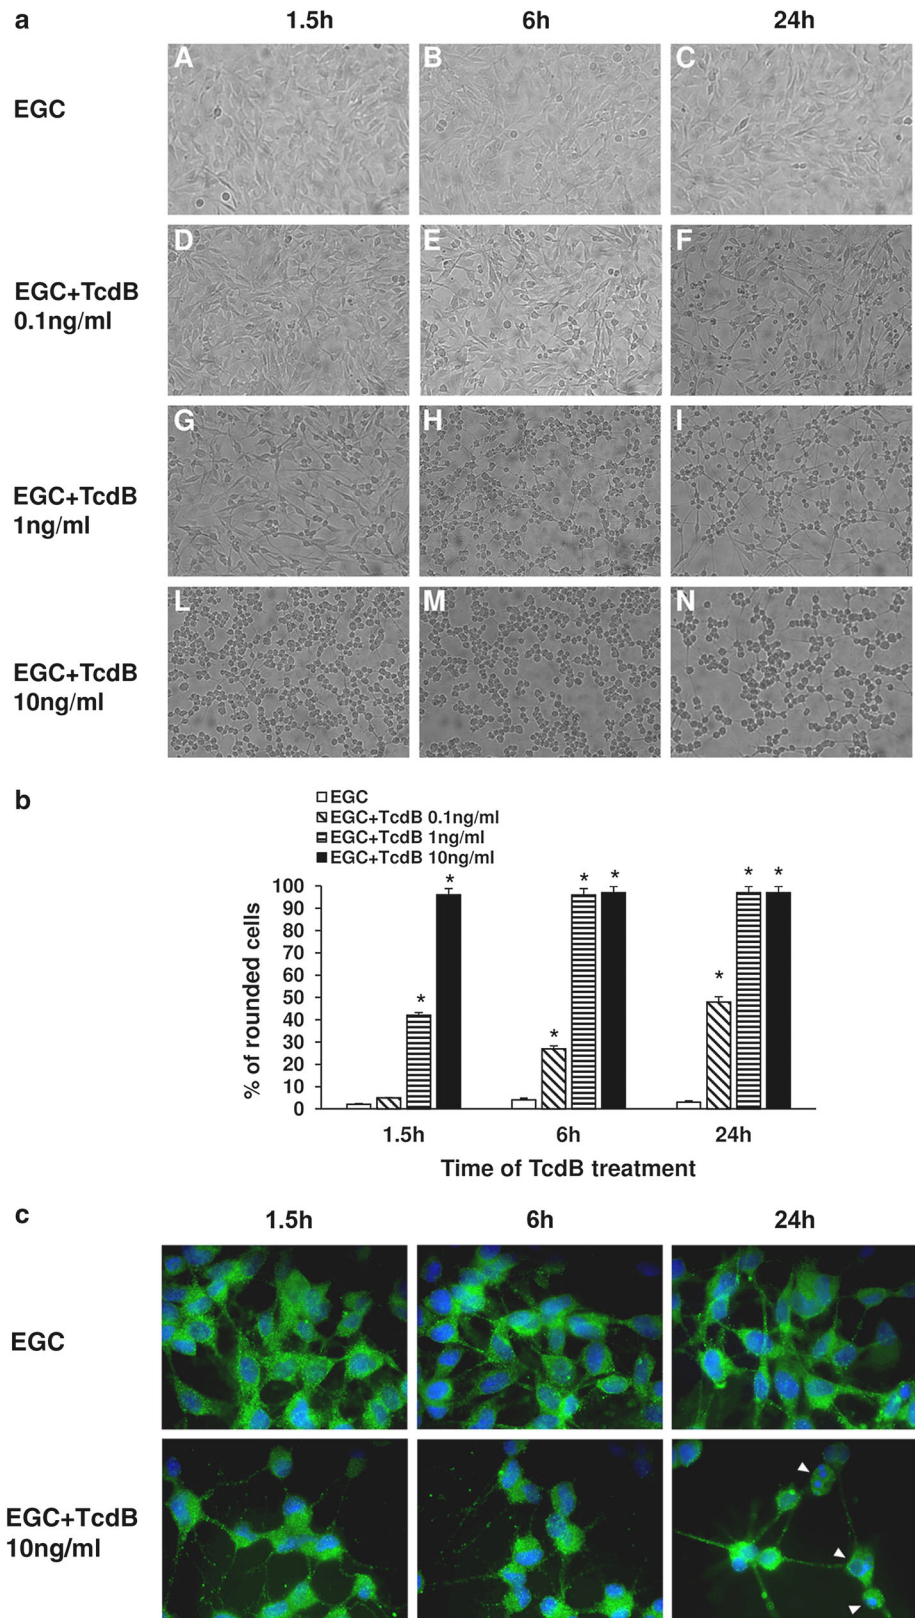 a
1.5h 6h 24h
EGC
A B C
EGC+TcdB
0.1ng/ml
D E F
EGC+TcdB
1ng/ml
G H I
EGC+TcdB
10ng/ml
L M N
b
EGC
EGC+TcdB 0.1ng/ml
EGC+TcdB 1ng/ml
EGC+TcdB 10ng/ml
% of rounded cells
100
90
80
70
60
50
40
30
20
10
0
* * * * * * * *
1.5h 6h 24h
Time of TcdB treatment
c
1.5h 6h 24h
EGC
EGC+TcdB
10ng/ml